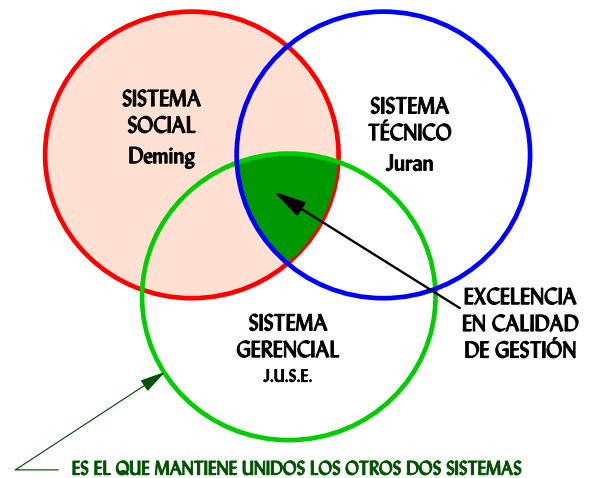 SISTEMA
SOCIAL
Deming
SISTEMA
TÉCNICO
Juran
EXCELENCIA
EN CALIDAD
DE GESTIÓN
SISTEMA
GERENCIAL
J.U.S.E.
ES EL QUE MANTIENE UNIDOS LOS OTROS DOS SISTEMAS